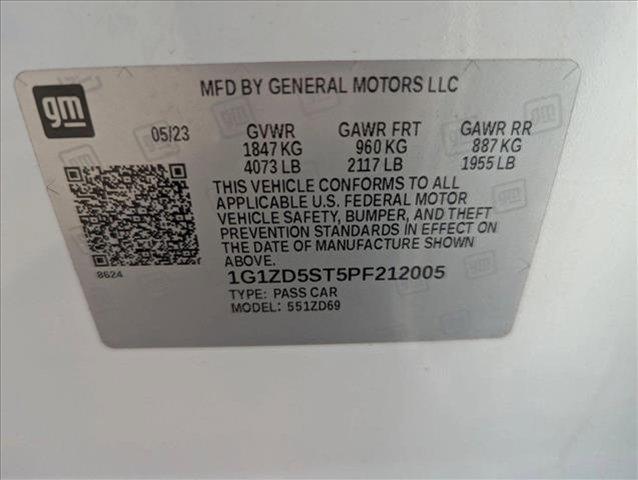 gm
MFD BY GENERAL MOTORS LLC
05/23 GVWR GAWR FRT GAWR RR
1847 KG 960 KG 887 KG
4073 LB 2117 LB 1955 LB
THIS VEHICLE CONFORMS TO ALL
APPLICABLE U.S. FEDERAL MOTOR
VEHICLE SAFETY, BUMPER, AND THEFT
PREVENTION STANDARDS IN EFFECT ON
THE DATE OF MANUFACTURE SHOWN
ABOVE.
8624
1G1ZD5ST5PF212005
TYPE: PASS CAR
MODEL: 551ZD69